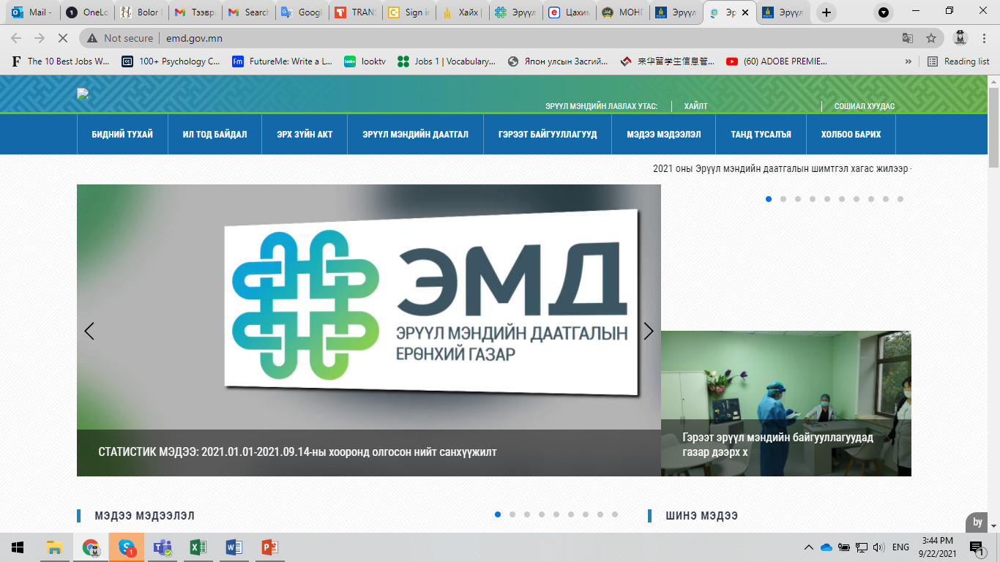 Mail -
OneLo
Bolor
Тээвр
Search
Googl
TRANS
Sign i
Хайх
Эрүүл
Цахим
МОНГ
Эрүүл
Эр
Эрүүл
Not secure
emd.gov.mn
The 10 Best Jobs W...
100+ Psychology C...
FutureMe: Write a L...
looktv
Jobs 1 | Vocabulary...
Япон улсын Засгий...
来华留学生信息管...
(60) ADOBE PREMIE...
»
Reading list
ЭРҮҮЛ МЭНДИЙН ЛАВЛАХ УТАС:
ХАЙЛТ
СОШИАЛ ХУУДАС
БИДНИЙ ТУХАЙ
ИЛ ТОД БАЙДАЛ
ЭРХ ЗҮЙН АКТ
ЭРҮҮЛ МЭНДИЙН ДААТГАЛ
ГЭРЭЭТ БАЙГУУЛЛАГУУД
МЭДЭЭ МЭДЭЭЛЭЛ
ТАНД ТУСАЛЪЯ
ХОЛБОО БАРИХ
2021 оны Эрүүл мэндийн даатгалын шимтгэл хагас жилээр
ЭМД
ЭРҮҮЛ МЭНДИЙН ДААТГАЛЫН
ЕРӨНХИЙ ГАЗАР
СТАТИСТИК МЭДЭЭ: 2021.01.01-2021.09.14-ны хооронд олгосон нийт санхүүжилт
Гэрээт эрүүл мэндийн байгууллагуудад
газар дээрх х
МЭДЭЭ МЭДЭЭЛЭЛ
ШИНЭ МЭДЭЭ
by
1
ENG
3:44 PM
9/22/2021
1